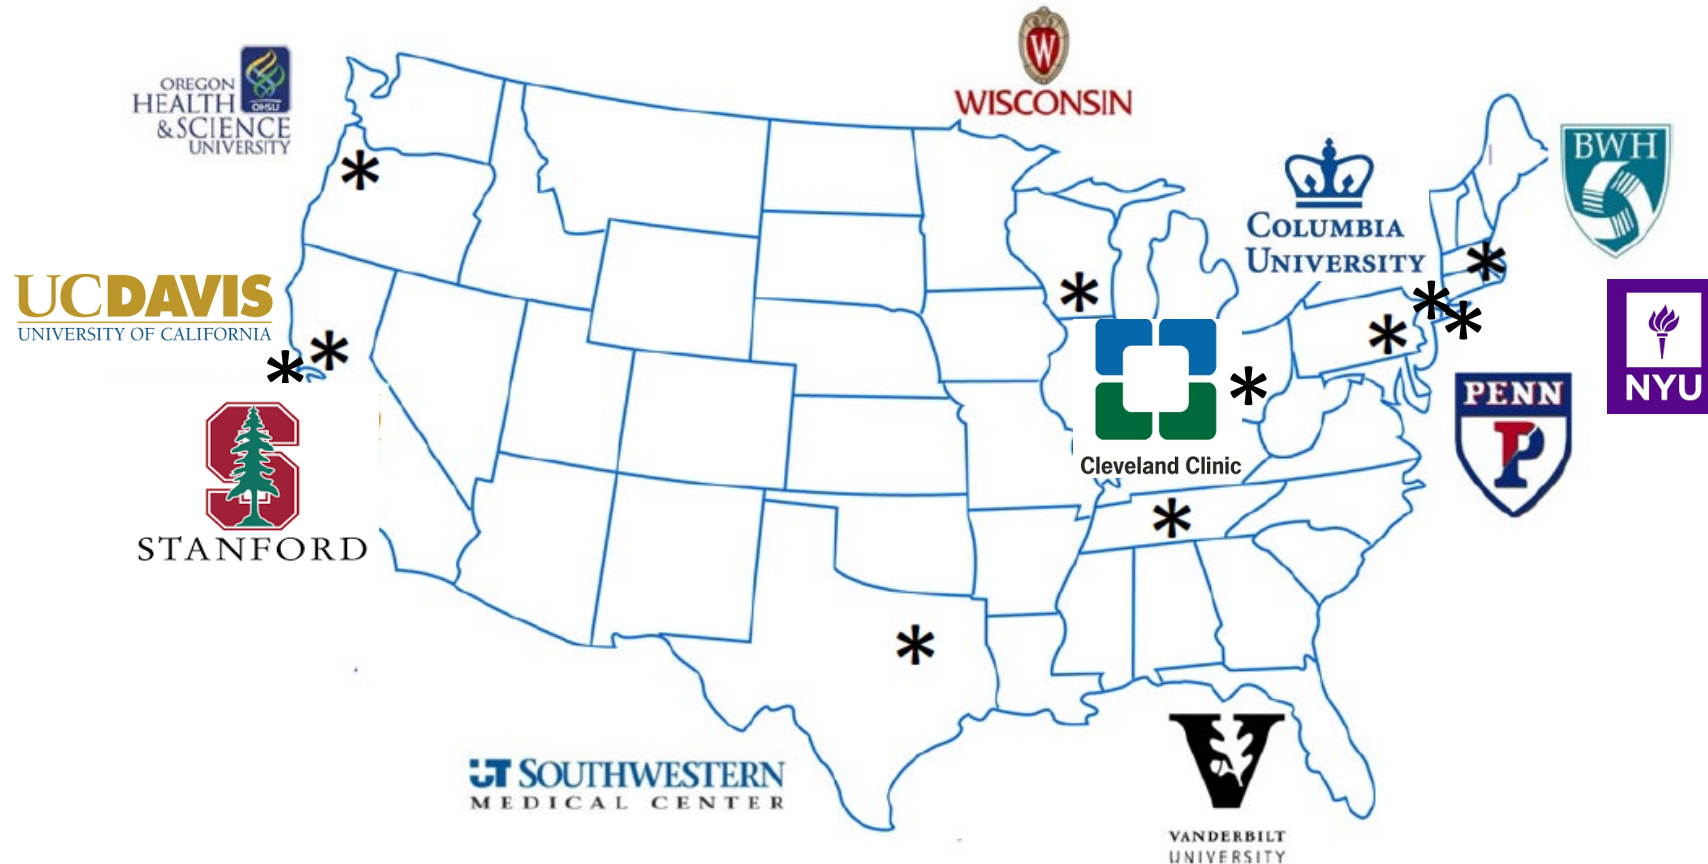 OREGON
HEALTH
OHSU
& SCIENCE
UNIVERSITY
W
WISCONSIN
BWH
COLUMBIA
UNIVERSITY
UCDAVIS
UNIVERSITY OF CALIFORNIA
NYU
PENN
P
S
STANFORD
Cleveland Clinic
UT SOUTHWESTERN
MEDICAL CENTER
V
VANDERBILT
UNIVERSITY